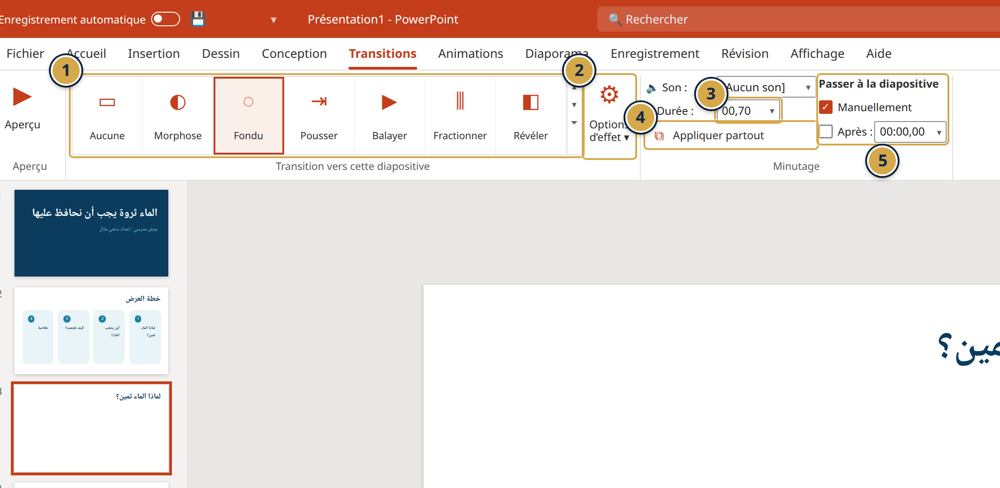 Enregistrement automatique
Présentation1 - PowerPoint
Rechercher
Fichier Accueil Insertion Dessin Conception Transitions Animations Diaporama Enregistrement Révision Affichage Aide
1
2
3
4
5
Aperçu
Aperçu
Aucune
Morphose
Fondu
Pousser
Balayer
Fractionner
Révéler
Options
d’effet
Transition vers cette diapositive
Son :
Aucun son]
Durée :
00,70
Appliquer partout
Passer à la diapositive
Manuellement
Après :
00:00,00
Minutage
الماء ثروة يجب أن نحافظ عليها
عرض مدرسي · إعداد: سامي مثال
2
خطة العرض
1
لماذا الماء
ثمين؟
2
أين يذهب
الماء؟
3
كيف نقتصد؟
4
خلاصة
3
لماذا الماء ثمين؟